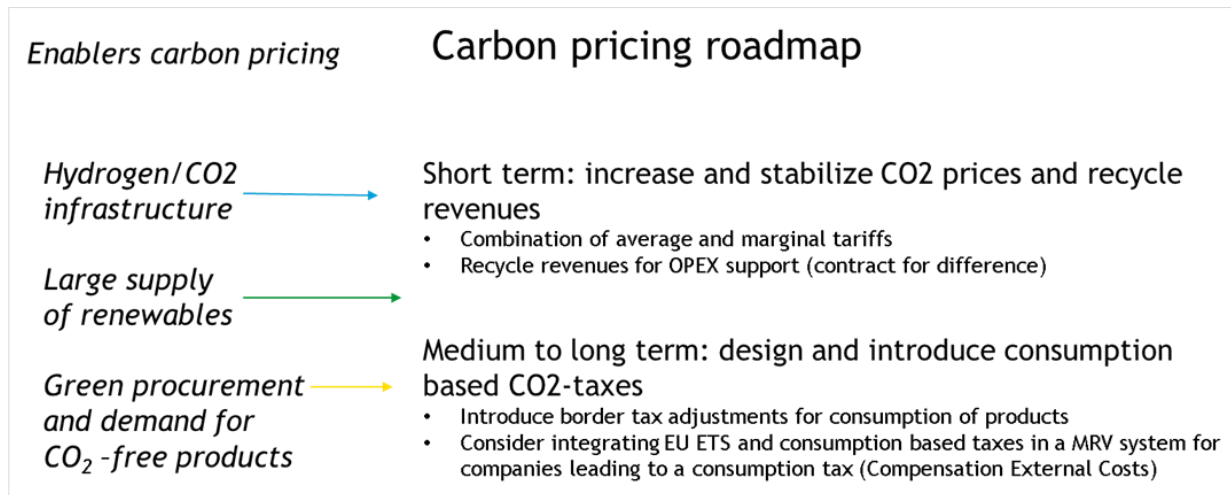 Enablers carbon pricing
Carbon pricing roadmap
Hydrogen/CO2
infrastructure
Large supply
of renewables
Green procurement
and demand for
CO₂ –free products
Short term: increase and stabilize CO2 prices and recycle
revenues
• Combination of average and marginal tariffs
• Recycle revenues for OPEX support (contract for difference)
Medium to long term: design and introduce consumption
based CO2-taxes
• Introduce border tax adjustments for consumption of products
• Consider integrating EU ETS and consumption based taxes in a MRV system for
companies leading to a consumption tax (Compensation External Costs)